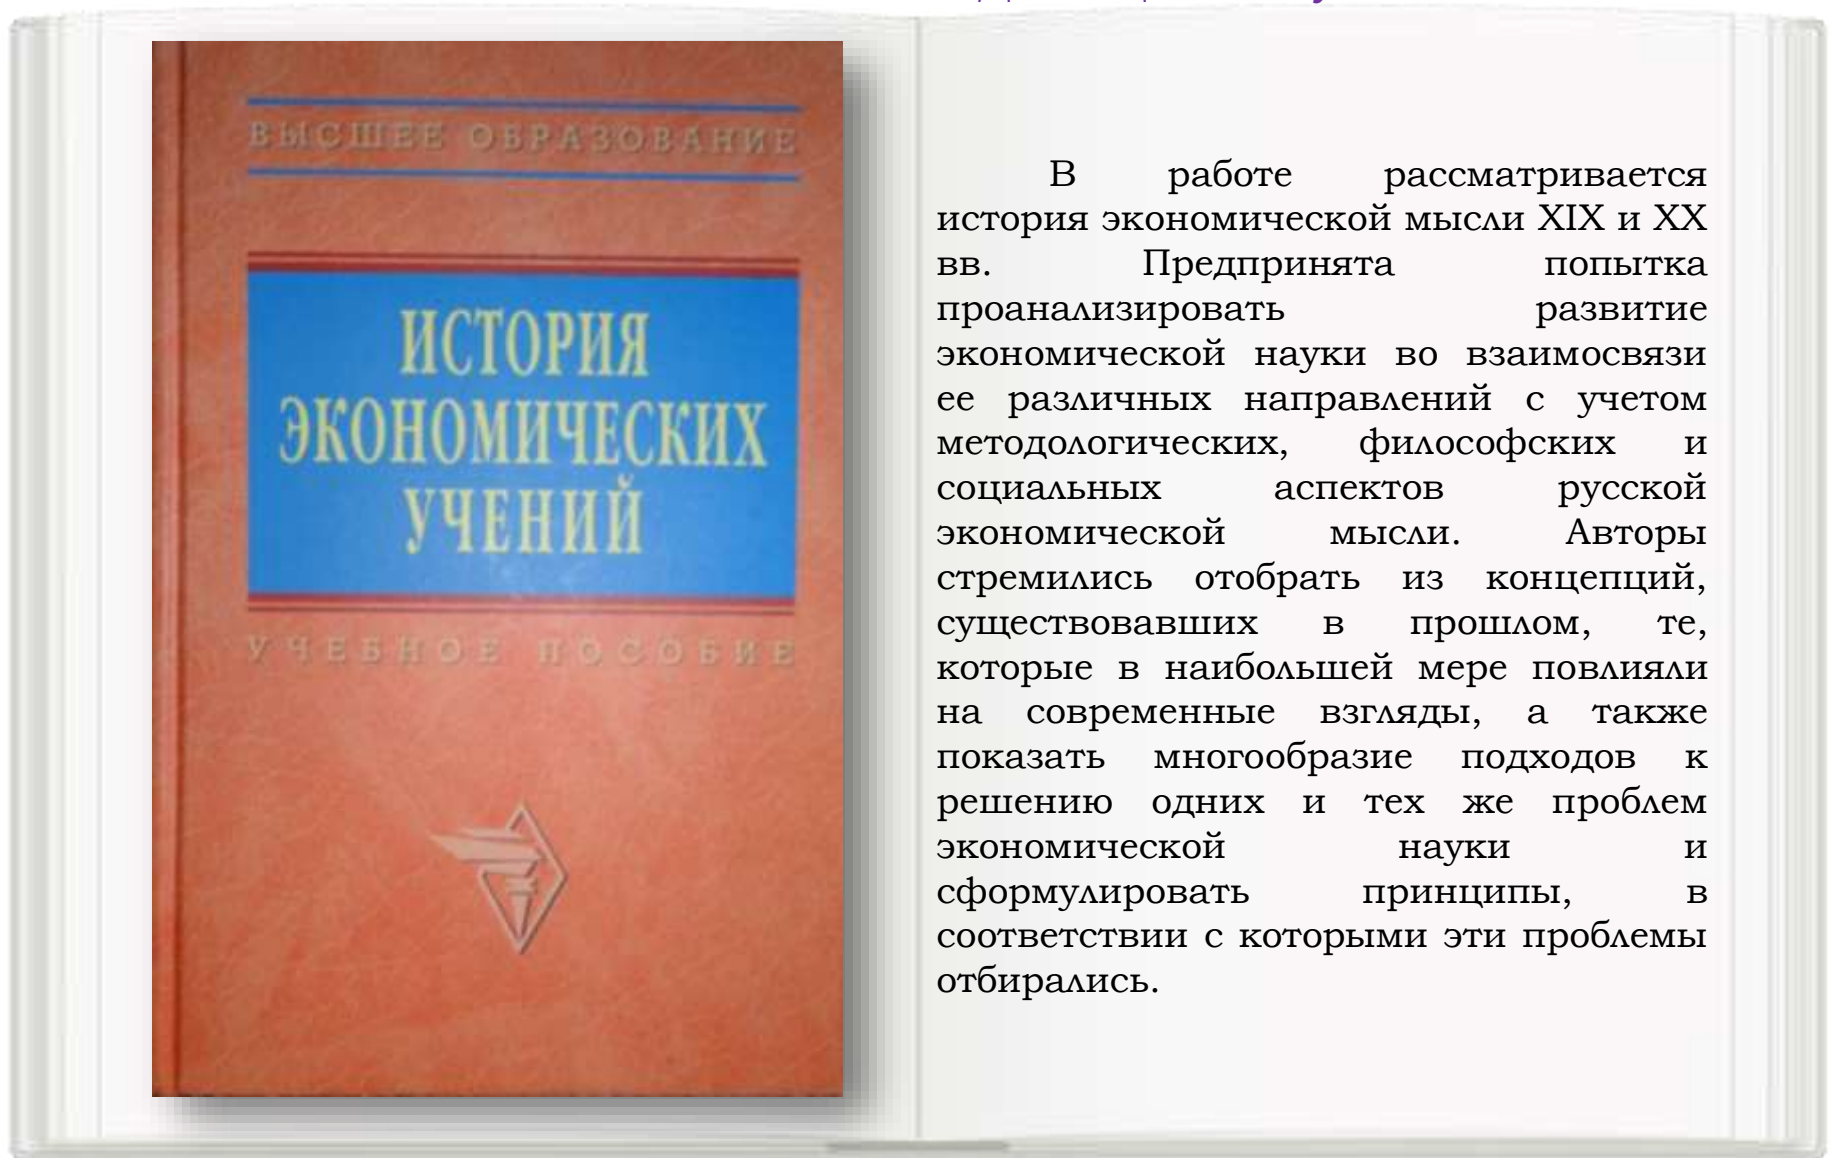 ВЫСШЕЕ ОБРАЗОВАНИЕ
ИСТОРИЯ
ЭКОНОМИЧЕСКИХ
УЧЕНИЙ
УЧЕБНОЕ ПОСОБИЕ
В работе рассматривается
история экономической мысли XIX и XX
вв. Предпринята попытка
проанализировать развитие
экономической науки во взаимосвязи
ее различных направлений с учетом
методологических, философских и
социальных аспектов русской
экономической мысли. Авторы
стремились отобрать из концепций,
существовавших в прошлом, те,
которые в наибольшей мере повлияли
на современные взгляды, а также
показать многообразие подходов к
решению одних и тех же проблем
экономической науки и
сформулировать принципы, в
соответствии с которыми эти проблемы
отбирались.